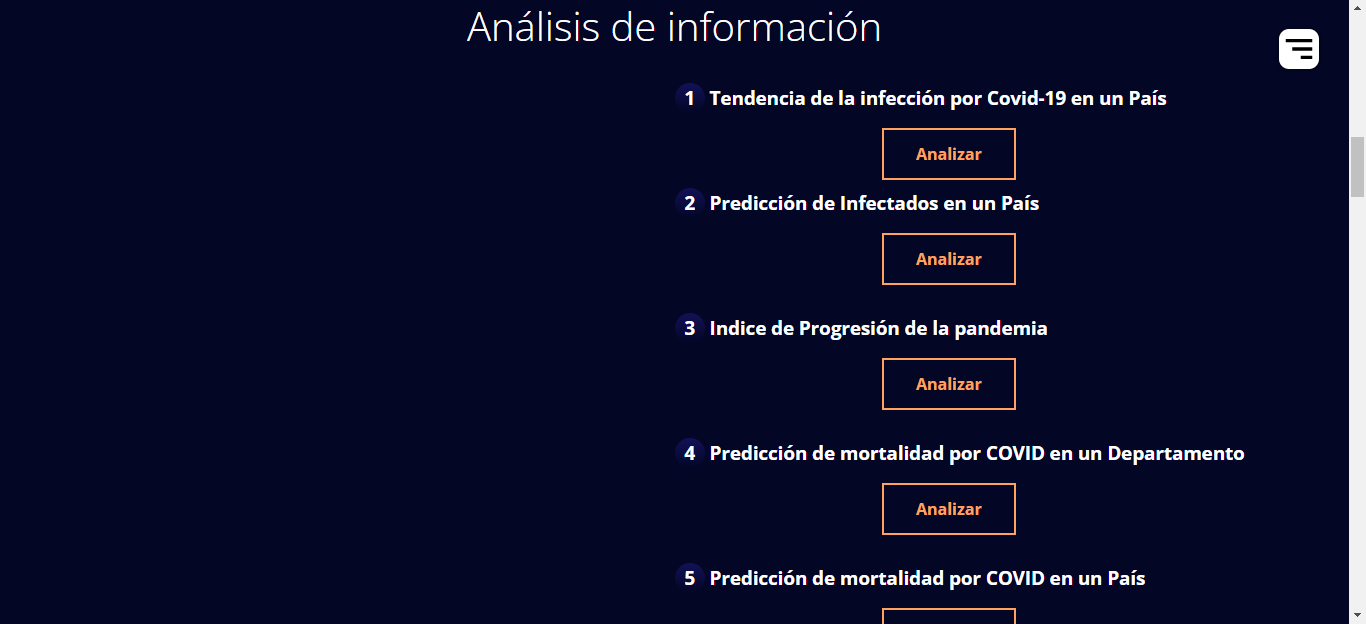 Análisis de información
1 Tendencia de la infección por Covid-19 en un País
Analizar
2 Predicción de Infectados en un País
Analizar
3 Indice de Progresión de la pandemia
Analizar
4 Predicción de mortalidad por COVID en un Departamento
Analizar
5 Predicción de mortalidad por COVID en un País